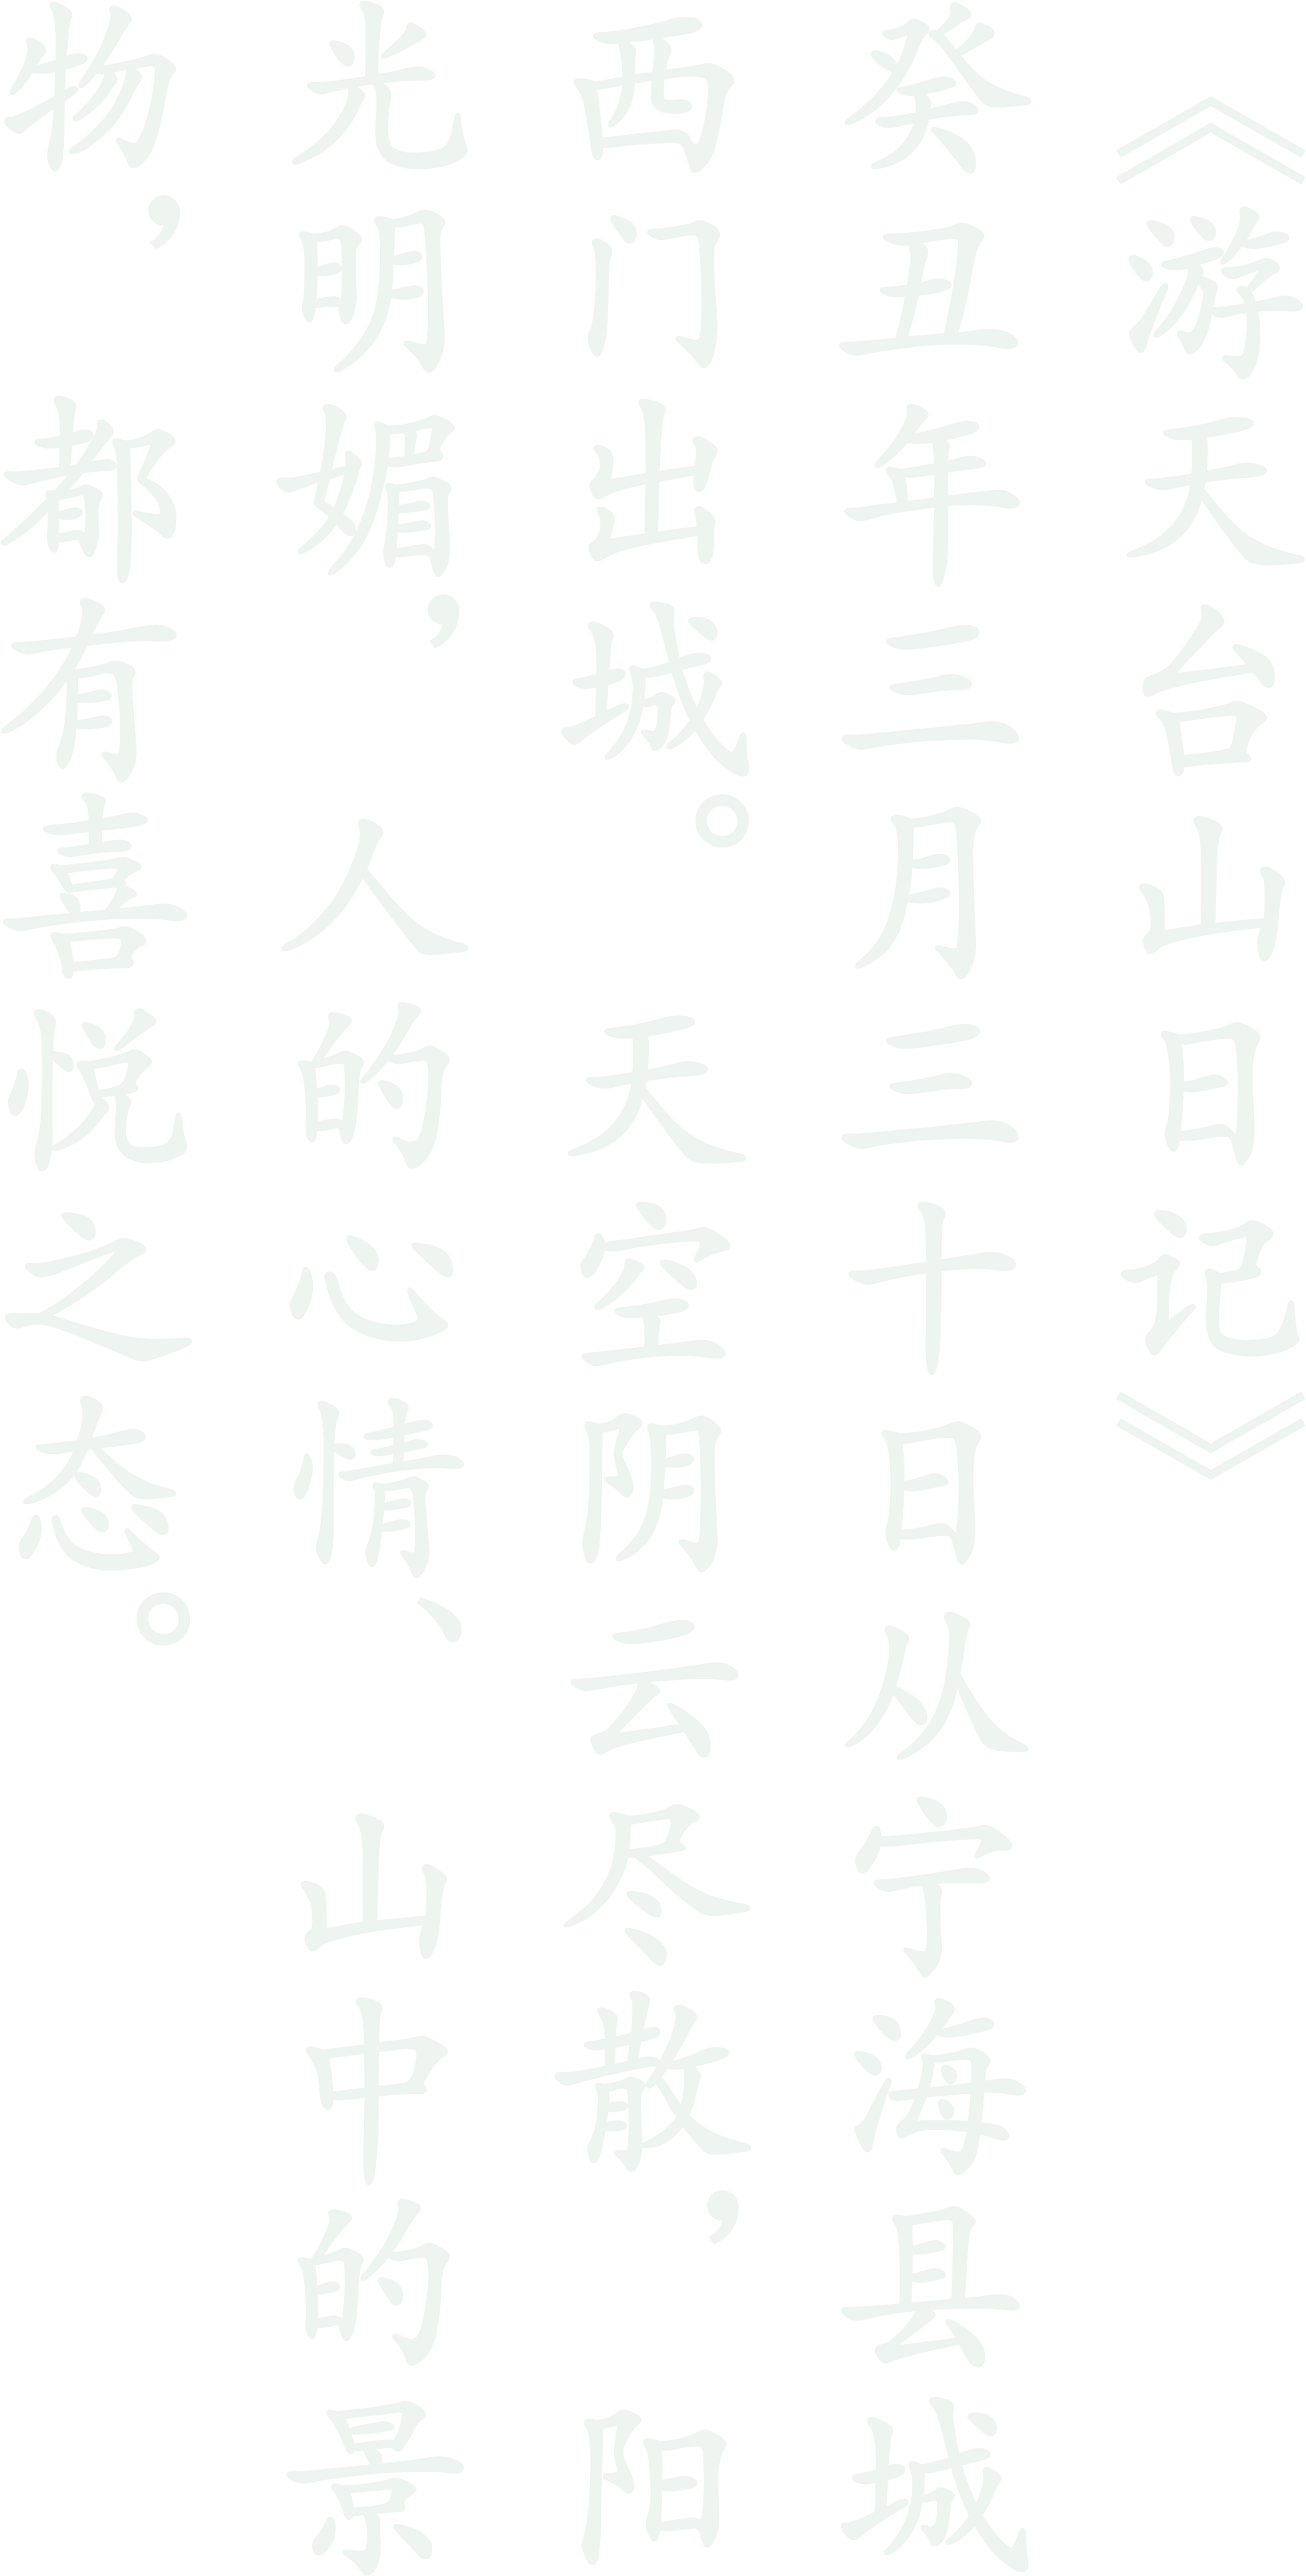 《游天台山日记》
癸丑年三月三十日从宁海县城
西门出城。天空阴云尽散，阳
光明媚，人的心情、山中的景
物，都有喜悦之态。